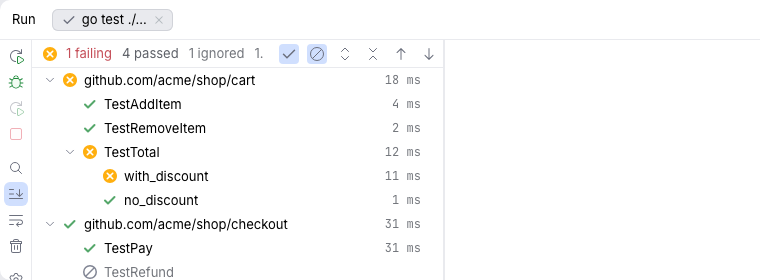 Run go test ./...
1 failing 4 passed 1 ignored 1.
github.com/acme/shop/cart 18 ms
TestAddItem 4 ms
TestRemoveItem 2 ms
TestTotal 12 ms
with_discount 11 ms
no_discount 1 ms
github.com/acme/shop/checkout 31 ms
TestPay 31 ms
TestRefund